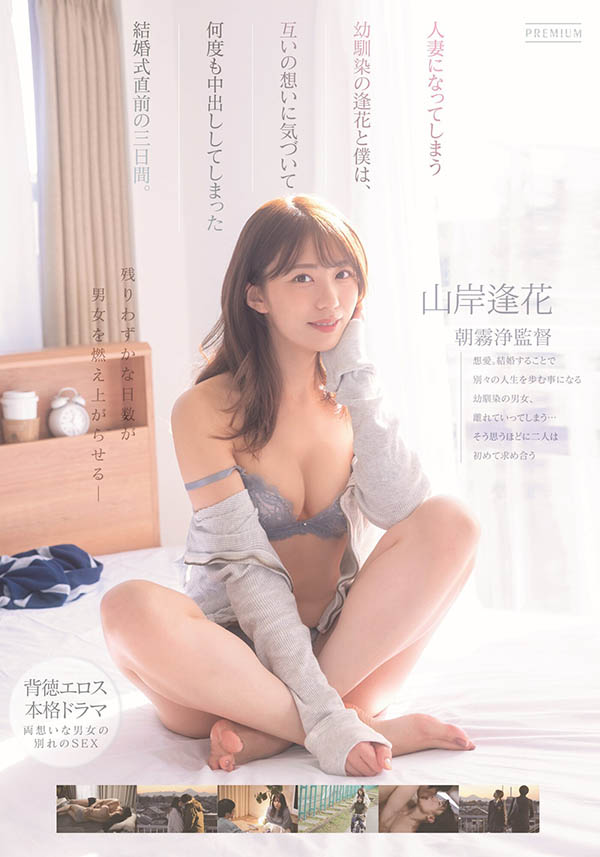 PREMIUM
人妻になってしまう
幼馴染の逢花と僕は、
互いの想いに気づいて
何度も中出ししてしまった
結婚式直前の三日間。
残りわずかな日数が
男女を燃え上がらせる―
山岸逢花
朝霧浄監督
想愛。結婚することで
別々の人生を歩む事になる
幼馴染の男女、
離れていってしまう…
そう思うほどに二人は
初めて求め合う
背徳エロス
本格ドラマ
両想いな男女の
別れのSEX